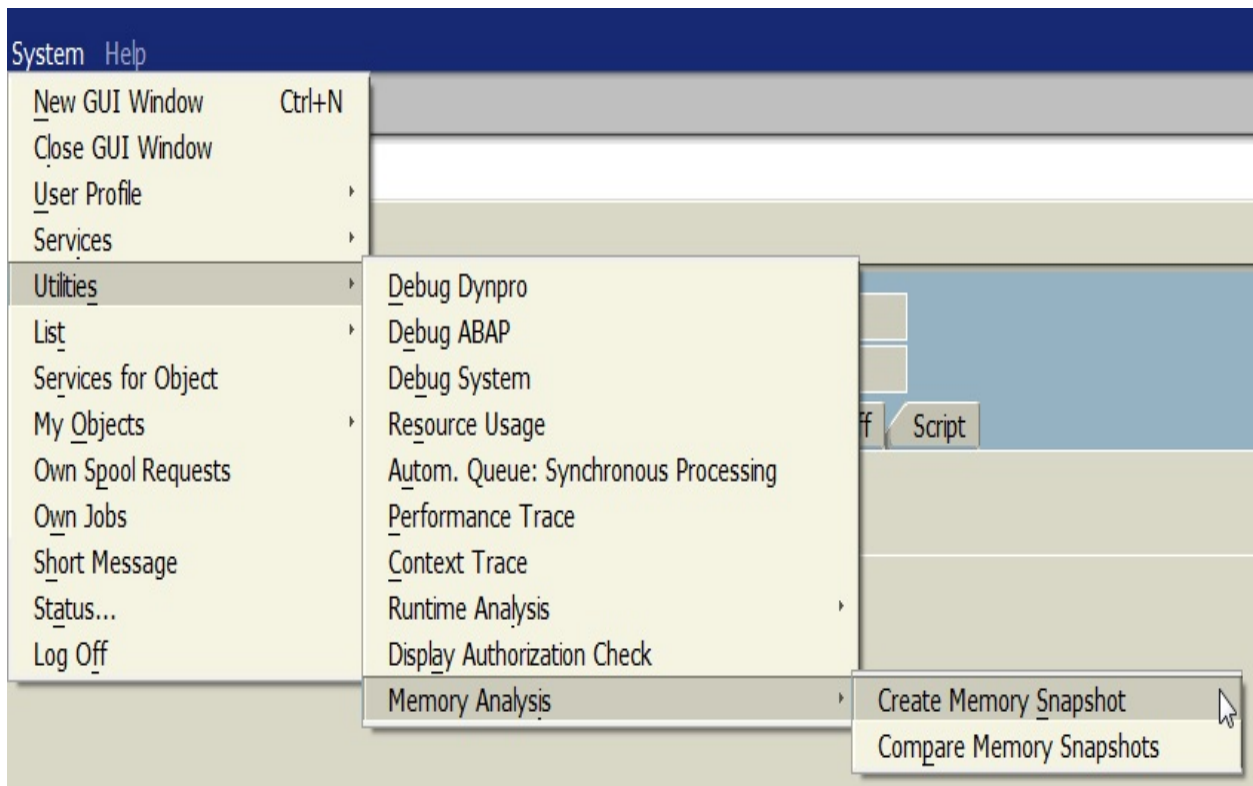 System Help
New GUI Window Ctrl+N
Close GUI Window
User Profile
Services
Utilities
List
Services for Object
My Objects
Own Spool Requests
Own Jobs
Short Message
Status...
Log Off
Debug Dynpro
Debug ABAP
Debug System
Resource Usage
Autom. Queue: Synchronous Processing
Performance Trace
Context Trace
Runtime Analysis
Display Authorization Check
Memory Analysis
Create Memory Snapshot
Compare Memory Snapshots
Script